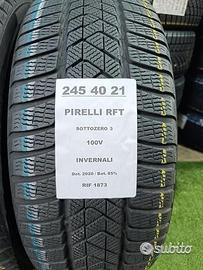 245 40 21
PIRELLI RFT
SOTTOZERO 3
100V
INVERNALI
Dot. 2020 / Bat. 85%
RIF 1873
subito